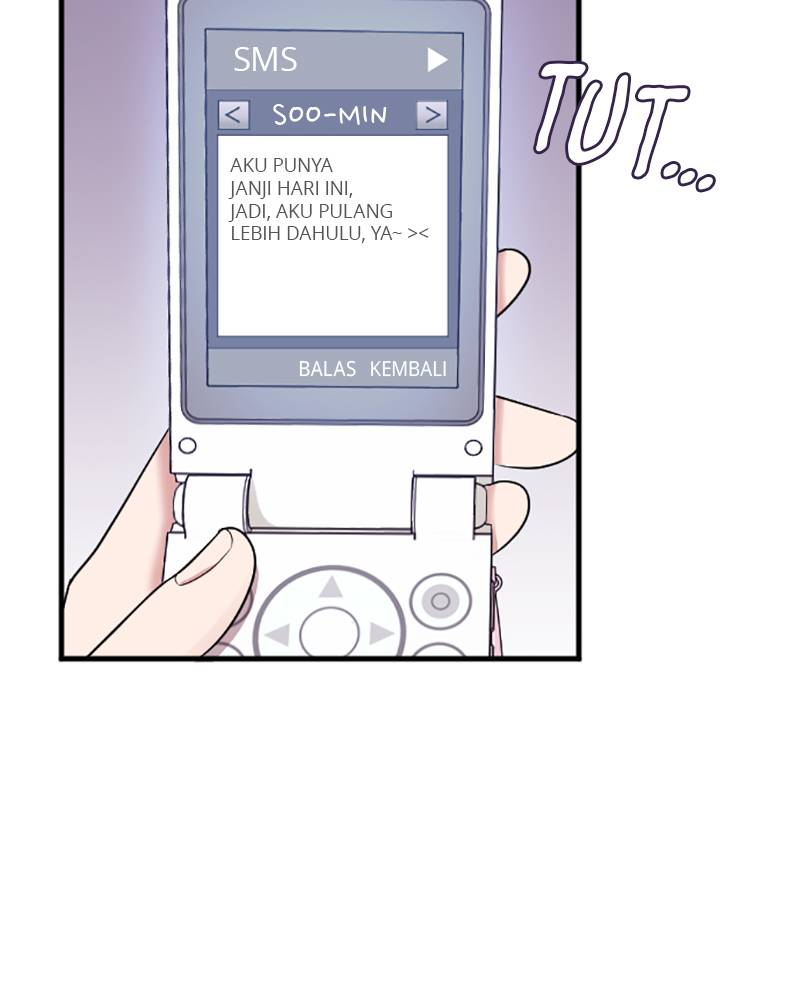 SMS
< SOO-MIN >
AKU PUNYA
JANJI HARI INI,
JADI, AKU PULANG
LEBIH DAHULU, YA~ ><
BALAS KEMBALI
TUT...